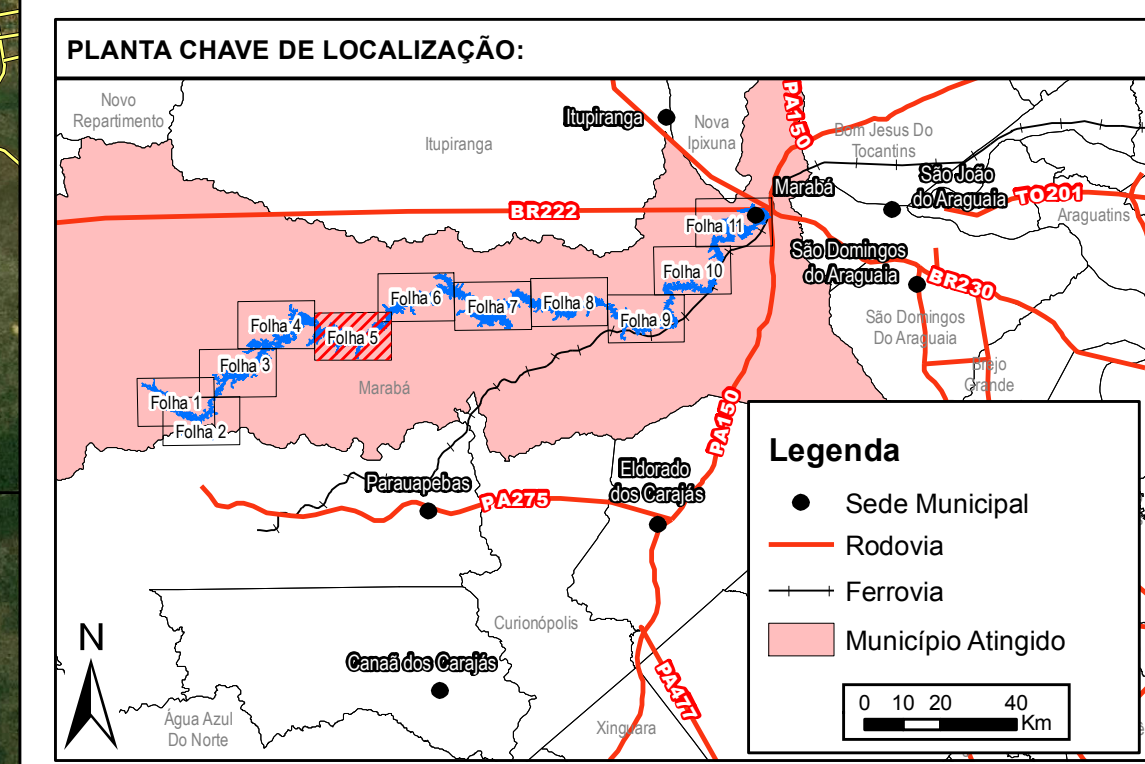 PLANTA CHAVE DE LOCALIZAÇÃO:
Novo
Repartimento
Itupiranga
Itupiranga
Nova
Ipixuna
PA150
Bom Jesus Do
Tocantins
Marabá
São João
do Araguaia
TO201
Araguatins
BR222
Folha 11
São Domingos
do Araguaia
BR230
Folha 10
Folha 6
Folha 7
Folha 8
Folha 9
Folha 4
Folha 5
São Domingos
Do Araguaia
Folha 3
Brejo
Grande
Marabá
Folha 1
Folha 2
PA150
Parauapebas
PA275
Eldorado
dos Carajás
Curionópolis
Canaã dos Carajás
PA477
Água Azul
Do Norte
Xinguara
N
Legenda
Sede Municipal
Rodovia
Ferrovia
Município Atingido
0 10 20 40
Km